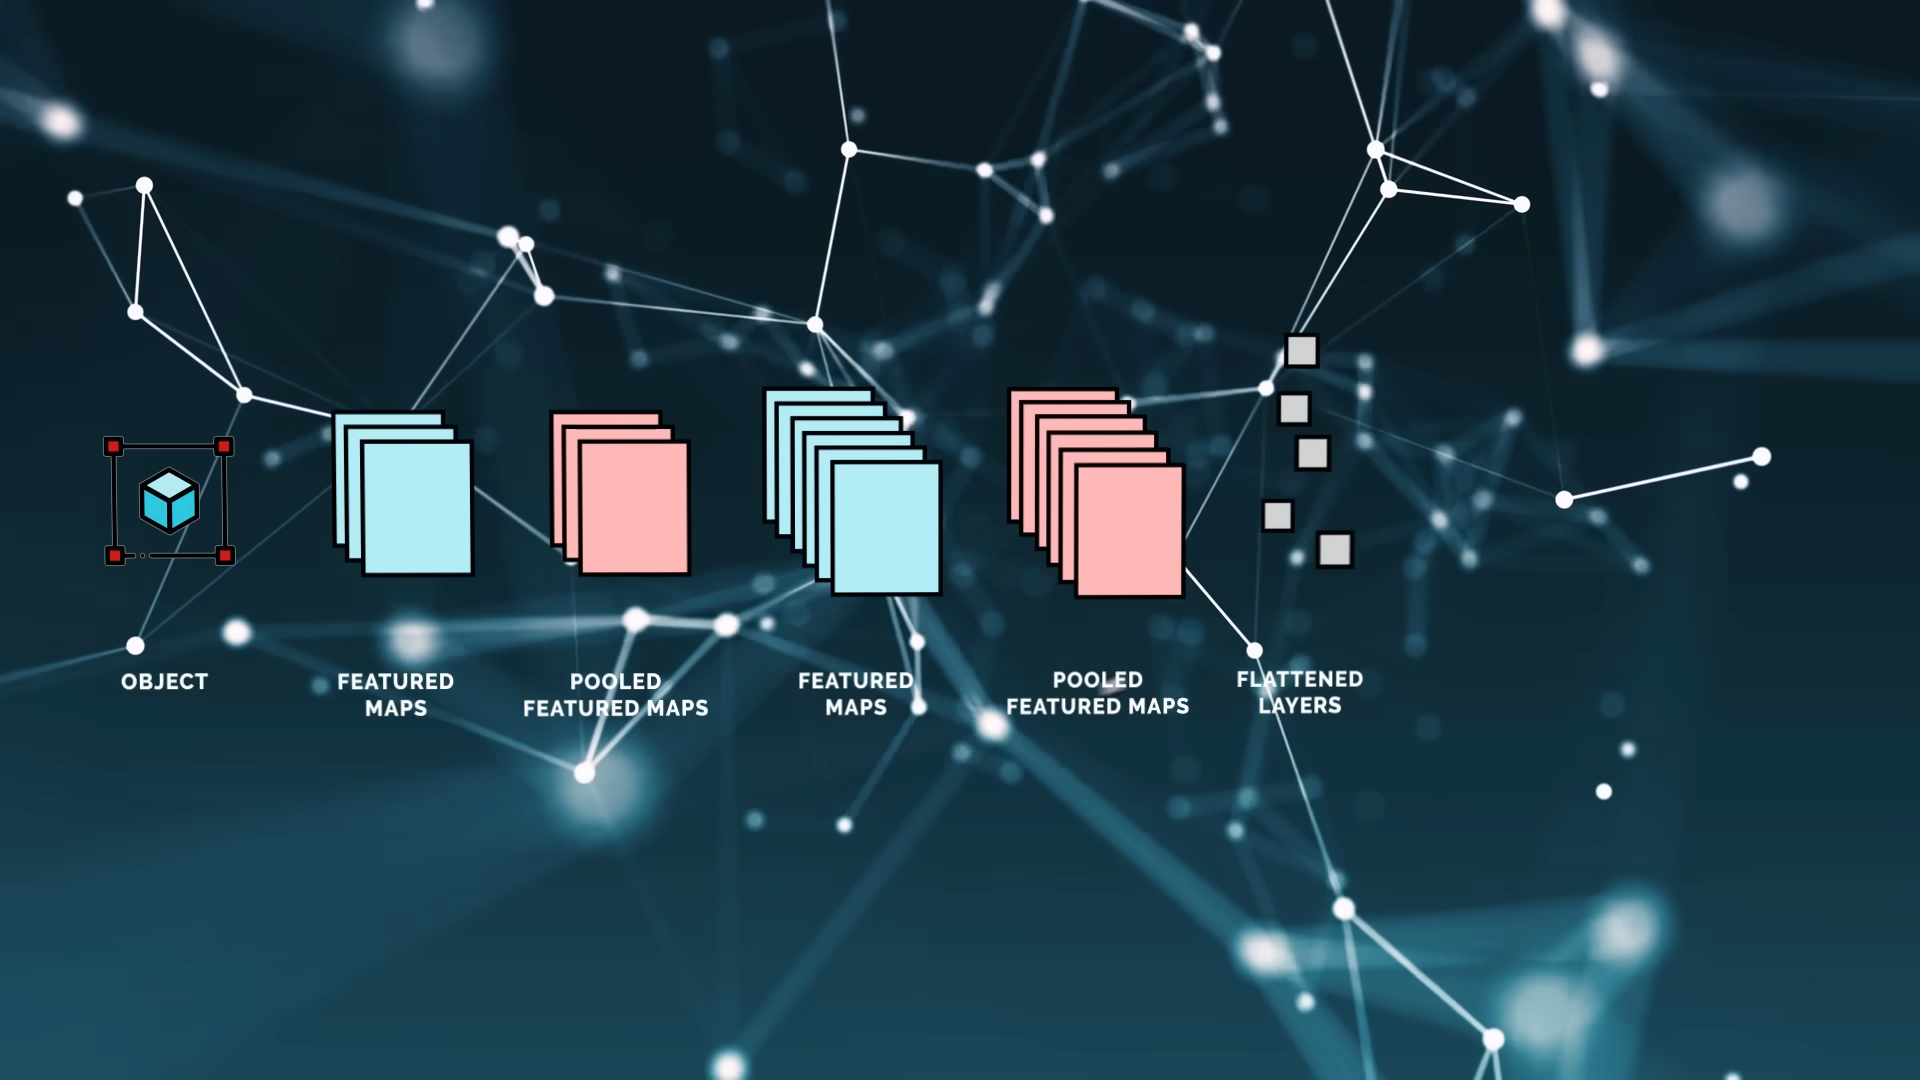 OBJECT
FEATURED
MAPS
POOLED
FEATURED MAPS
FEATURED
MAPS
POOLED
FEATURED MAPS
FLATTENED
LAYERS